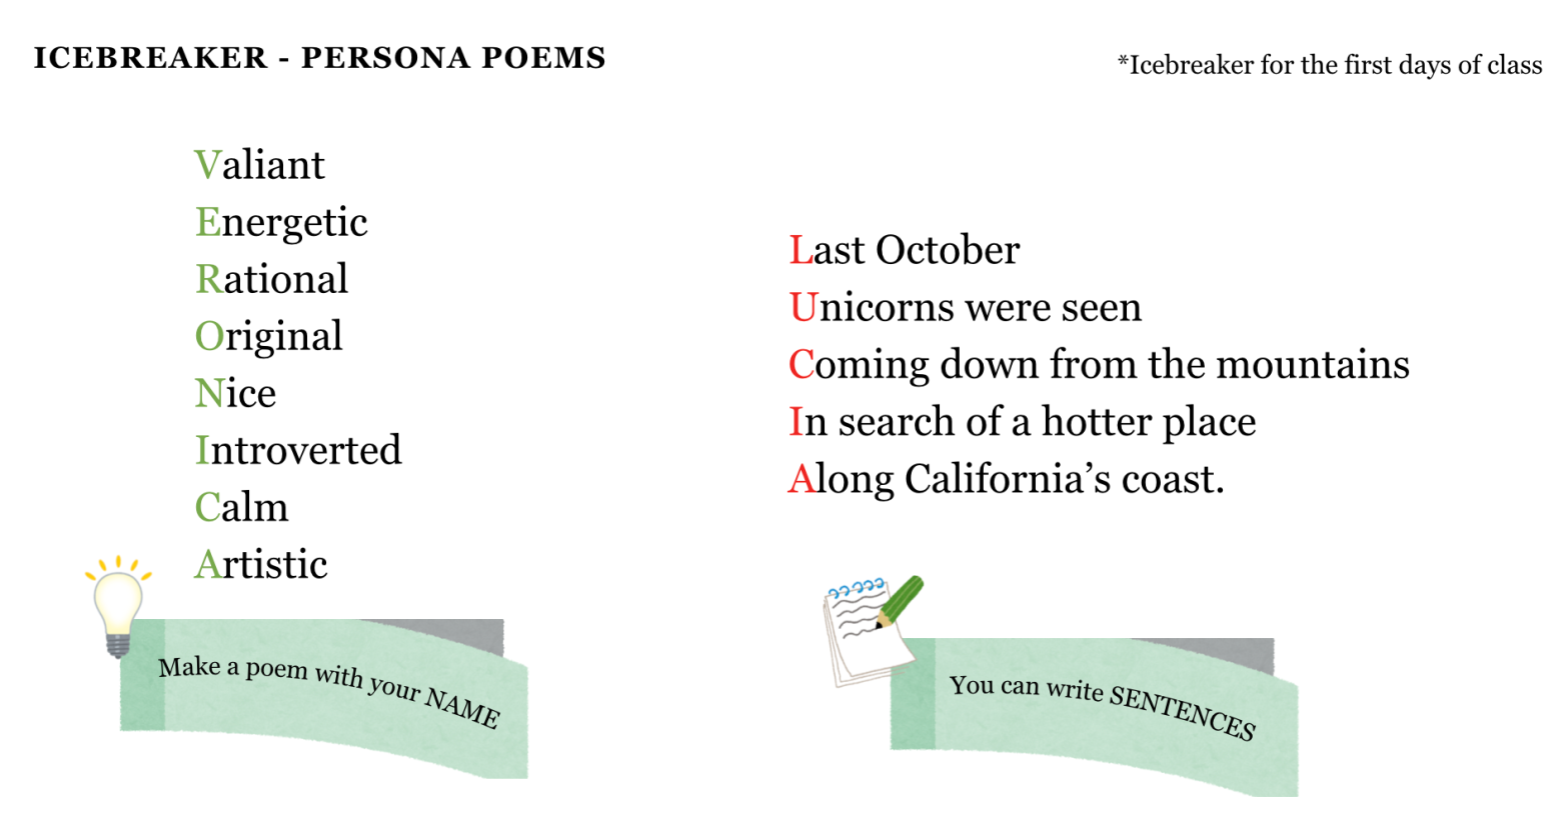 ICEBREAKER - PERSONA POEMS
*Icebreaker for the first days of class
Valiant
Energetic
Rational
Original
Nice
Introverted
Calm
Artistic
Make a poem with your NAME
Last October
Unicorns were seen
Coming down from the mountains
In search of a hotter place
Along California’s coast.
You can write SENTENCES